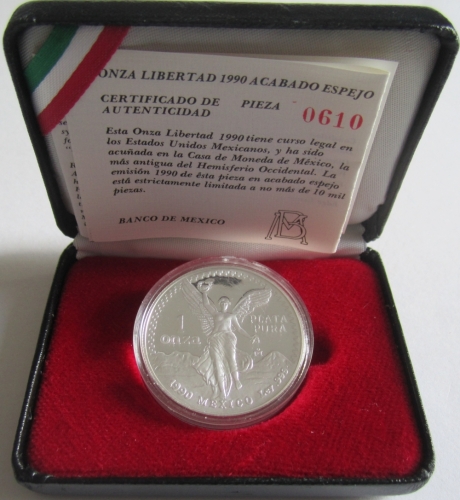 ONZA LIBERTAD 1990 ACABADO ESPEJO
CERTIFICADO DE AUTENTICIDAD
PIEZA 0610
Esta Onza Libertad 1990 tiene curso legal en
los Estados Unidos Mexicanos, y ha sido
acuñada en la Casa de Moneda de México, la
más antigua del Hemisferio Occidental. La
emisión 1990 de ésta pieza en acabado espejo
está estrictamente limitada a no más de 10 mil
piezas.
BANCO DE MEXICO
1 ONZA
PLATA PURA
1990 MEXICO